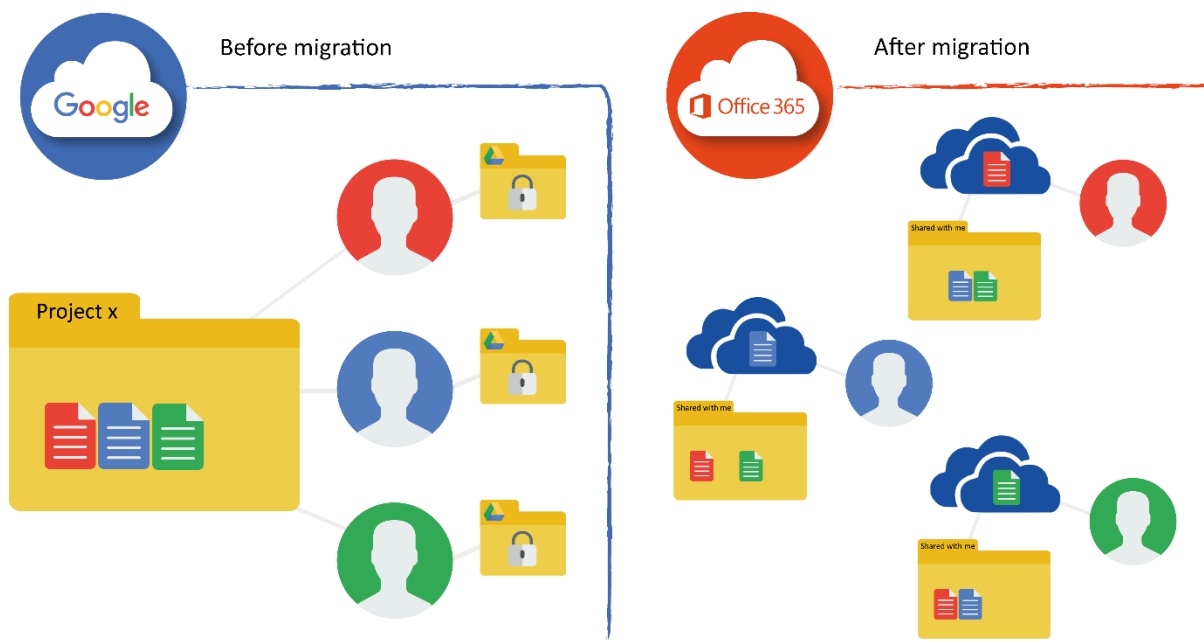 Before migration
Google
Project x
After migration
Office 365
Shared with me
Shared with me
Shared with me